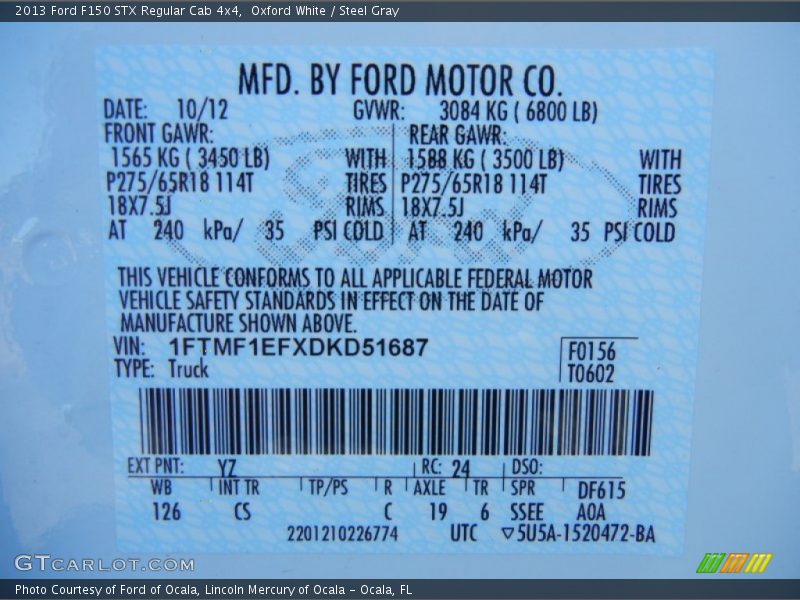 2013 Ford F150 STX Regular Cab 4x4,  Oxford White / Steel Gray
MFD. BY FORD MOTOR CO.
DATE: 10/12 GVWR: 3084 KG ( 6800 LB)
FRONT GAWR: REAR GAWR:
1565 KG ( 3450 LB) WITH 1588 KG ( 3500 LB) WITH
P275/65R18 114T TIRES P275/65R18 114T TIRES
18X7.5J RIMS 18X7.5J RIMS
AT 240 kPa/ 35 PSI COLD AT 240 kPa/ 35 PSI COLD
THIS VEHICLE CONFORMS TO ALL APPLICABLE FEDERAL MOTOR
VEHICLE SAFETY STANDARDS IN EFFECT ON THE DATE OF
MANUFACTURE SHOWN ABOVE.
VIN: 1FTMF1EFXDKD51687 F0156
TYPE: Truck T0602
EXT PNT: YZ RC: 24 DSO:
WB INT TR TP/PS R AXLE TR SPR DF615
126 CS C 19 6 SSEE A0A
2201210226774 UTC ▽5U5A-1520472-BA
GTCARLOT.COM
Photo Courtesy of Ford of Ocala, Lincoln Mercury of Ocala - Ocala, FL